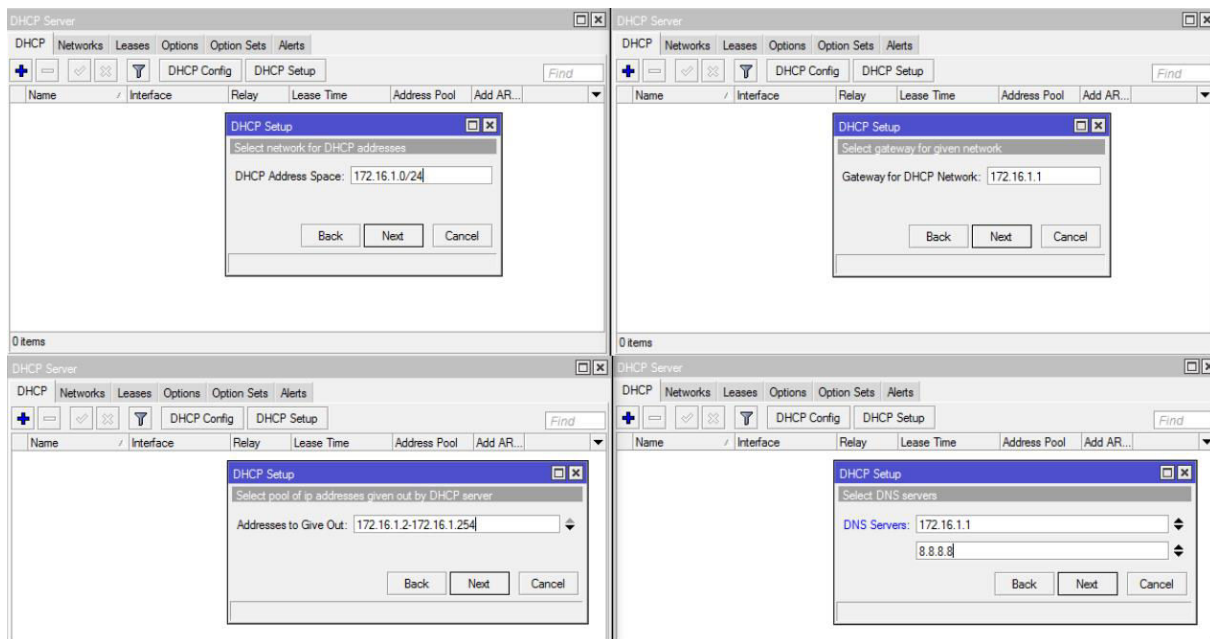 DHCP Server
DHCP Networks Leases Options Option Sets Alerts
DHCP Config DHCP Setup Find
Name / Interface Relay Lease Time Address Pool Add AR...
DHCP Setup
Select network for DHCP addresses
DHCP Address Space: 172.16.1.0/24
Back Next Cancel
0 items
DHCP Server
DHCP Networks Leases Options Option Sets Alerts
DHCP Config DHCP Setup Find
Name / Interface Relay Lease Time Address Pool Add AR...
DHCP Setup
Select gateway for given network
Gateway for DHCP Network: 172.16.1.1
Back Next Cancel
0 items
DHCP Server
DHCP Networks Leases Options Option Sets Alerts
DHCP Config DHCP Setup Find
Name / Interface Relay Lease Time Address Pool Add AR...
DHCP Setup
Select pool of ip addresses given out by DHCP server
Addresses to Give Out: 172.16.1.2-172.16.1.254
Back Next Cancel
DHCP Server
DHCP Networks Leases Options Option Sets Alerts
DHCP Config DHCP Setup Find
Name / Interface Relay Lease Time Address Pool Add AR...
DHCP Setup
Select DNS servers
DNS Servers: 172.16.1.1
8.8.8.8
Back Next Cancel